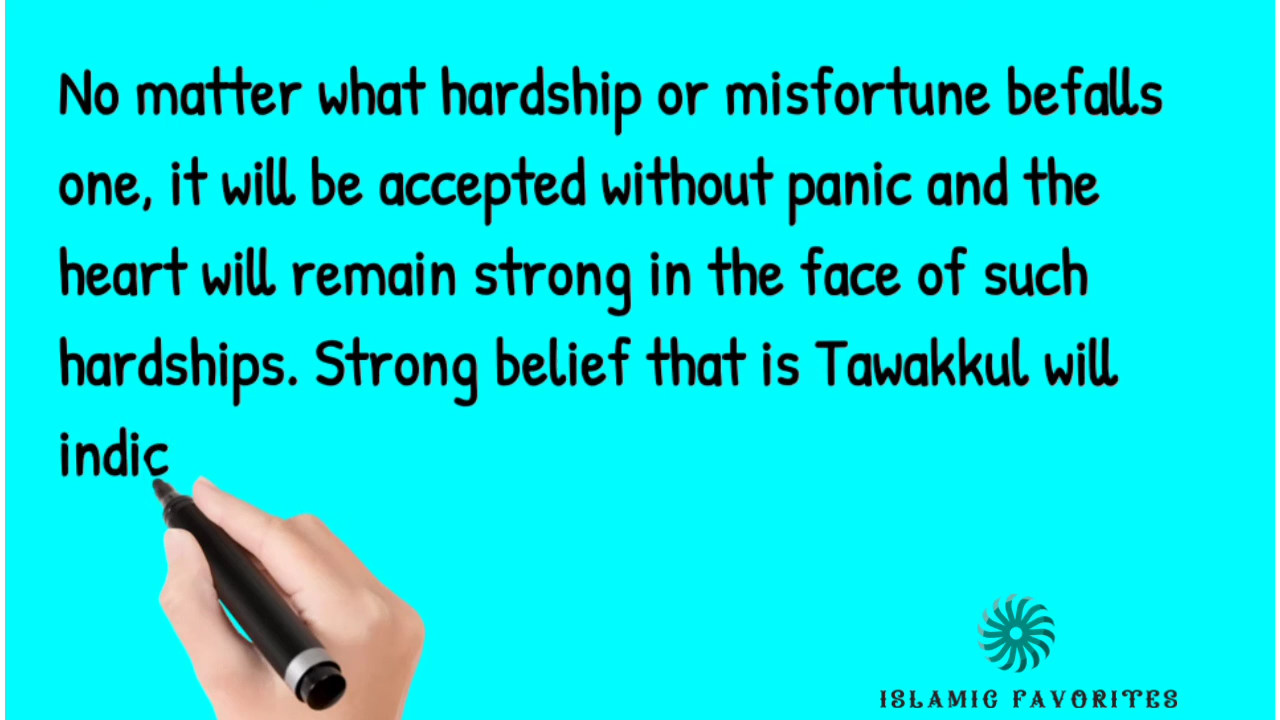 No matter what hardship or misfortune befalls
one, it will be accepted without panic and the
heart will remain strong in the face of such
hardships. Strong belief that is Tawakkul will
indic
ISLAMIC FAVORITES